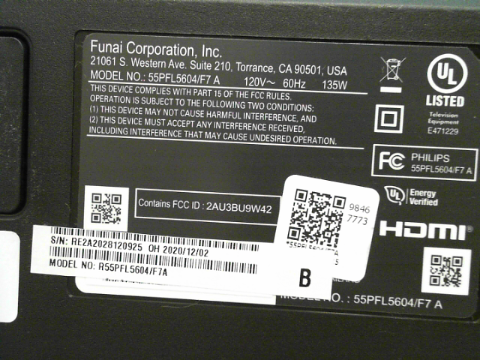 Funai Corporation, Inc.
21061 S. Western Ave. Suite 210, Torrance, CA 90501, USA
MODEL NO.: 55PFL5604/F7 A 120V~ 60Hz 135W
THIS DEVICE COMPLIES WITH PART 15 OF THE FCC RULES.
OPERATION IS SUBJECT TO THE FOLLOWING TWO CONDITIONS:
(1) THIS DEVICE MAY NOT CAUSE HARMFUL INTERFERENCE, AND
(2) THIS DEVICE MUST ACCEPT ANY INTERFERENCE RECEIVED,
INCLUDING INTERFERENCE THAT MAY CAUSE UNDESIRED OPERATION.
UL
LISTED
Television
Equipment
E471229
FC PHILIPS
55PFL5604/F7 A
UL Energy
Verified
Contains FCC ID : 2AU3BU9W42
9846
7773
HDMI
S/N: RE2A2028120925 OH 2020/12/02
MODEL NO: R55PFL5604/F7A
B
: 55PFL5604/F7 A